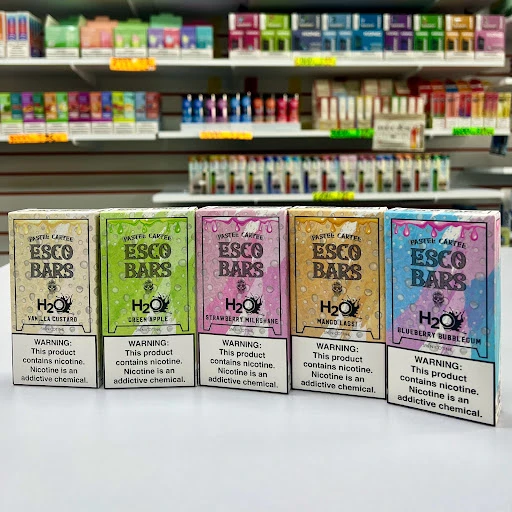 PASTEL CARTEL
ESCO
BARS
H2O
VANILLA CUSTARD
WARNING:
This product
contains nicotine.
Nicotine is an
addictive chemical.
PASTEL CARTEL
ESCO
BARS
H2O
GREEN APPLE
WARNING:
This product
contains nicotine.
Nicotine is an
addictive chemical.
PASTEL CARTEL
ESCO
BARS
H2O
STRAWBERRY MILKSHAKE
WARNING:
This product
contains nicotine.
Nicotine is an
addictive chemical.
PASTEL CARTEL
ESCO
BARS
H2O
MANGO LASSI
WARNING:
This product
contains nicotine.
Nicotine is an
addictive chemical.
PASTEL CARTEL
ESCO
BARS
H2O
BLUEBERRY BUBBLEGUM
WARNING:
This product
contains nicotine.
Nicotine is an
addictive chemical.